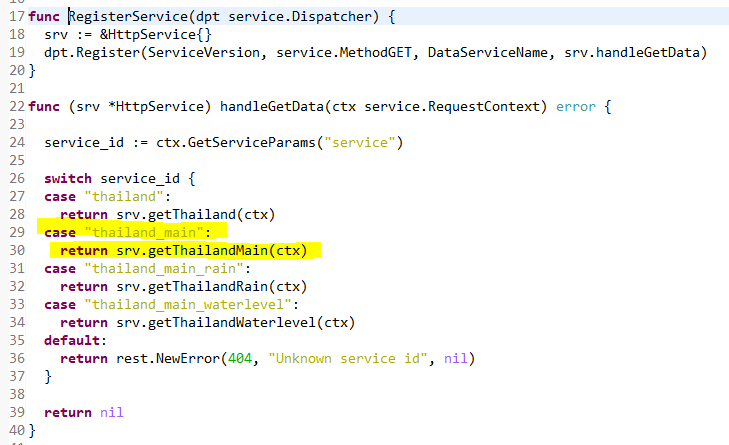 17 func RegisterService(dpt service.Dispatcher) {
18 srv := &HttpService{}
19 dpt.Register(ServiceVersion, service.MethodGET, DataServiceName, srv.handleGetData)
20 }
21
22 func (srv *HttpService) handleGetData(ctx service.RequestContext) error {
23
24 service_id := ctx.GetServiceParams("service")
25
26 switch service_id {
27 case "thailand":
28 return srv.getThailand(ctx)
29 case "thailand_main":
30 return srv.getThailandMain(ctx)
31 case "thailand_main_rain":
32 return srv.getThailandRain(ctx)
33 case "thailand_main_waterlevel":
34 return srv.getThailandWaterlevel(ctx)
35 default:
36 return rest.NewError(404, "Unknown service id", nil)
37 }
38
39 return nil
40 }